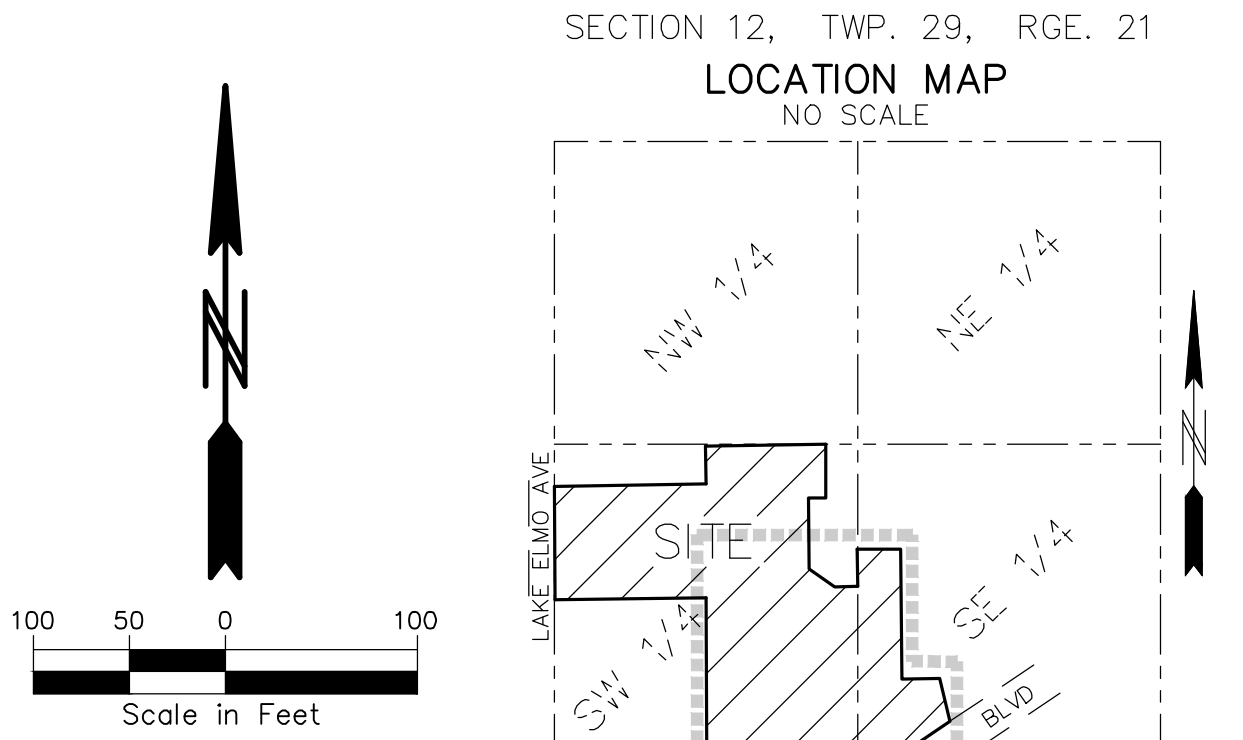 SECTION 12, TWP. 29, RGE. 21
LOCATION MAP
NO SCALE
NW 1/4
NE 1/4
N
N
LAKE ELMO AVE
SITE
SW 1/4
SE 1/4
BLVD
100 50 0 100
Scale in Feet